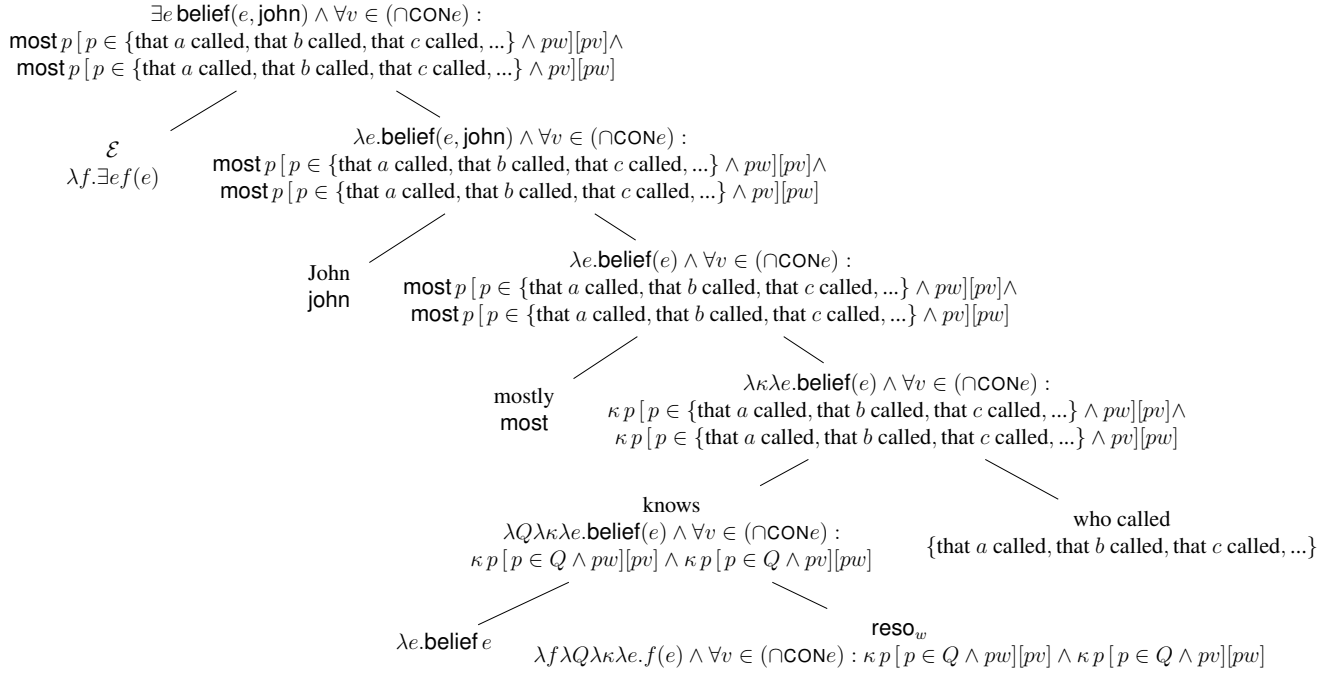 ∃e belief(e, john) ∧ ∀v ∈ (∩CONe) :
most p [ p ∈ {that a called, that b called, that c called, ...} ∧ pw][pv]∧
most p [ p ∈ {that a called, that b called, that c called, ...} ∧ pv][pw]
ℰ
λf.∃ef(e)
λe.belief(e, john) ∧ ∀v ∈ (∩CONe) :
most p [ p ∈ {that a called, that b called, that c called, ...} ∧ pw][pv]∧
most p [ p ∈ {that a called, that b called, that c called, ...} ∧ pv][pw]
John
john
λe.belief(e) ∧ ∀v ∈ (∩CONe) :
most p [ p ∈ {that a called, that b called, that c called, ...} ∧ pw][pv]∧
most p [ p ∈ {that a called, that b called, that c called, ...} ∧ pv][pw]
mostly
most
λκλe.belief(e) ∧ ∀v ∈ (∩CONe) :
κ p [ p ∈ {that a called, that b called, that c called, ...} ∧ pw][pv]∧
κ p [ p ∈ {that a called, that b called, that c called, ...} ∧ pv][pw]
knows
λQλκλe.belief(e) ∧ ∀v ∈ (∩CONe) :
κ p [ p ∈ Q ∧ pw][pv] ∧ κ p [ p ∈ Q ∧ pv][pw]
who called
{that a called, that b called, that c called, ...}
λe.belief e
reso_w
λfλQλκλe.f(e) ∧ ∀v ∈ (∩CONe) : κ p [ p ∈ Q ∧ pw][pv] ∧ κ p [ p ∈ Q ∧ pv][pw]